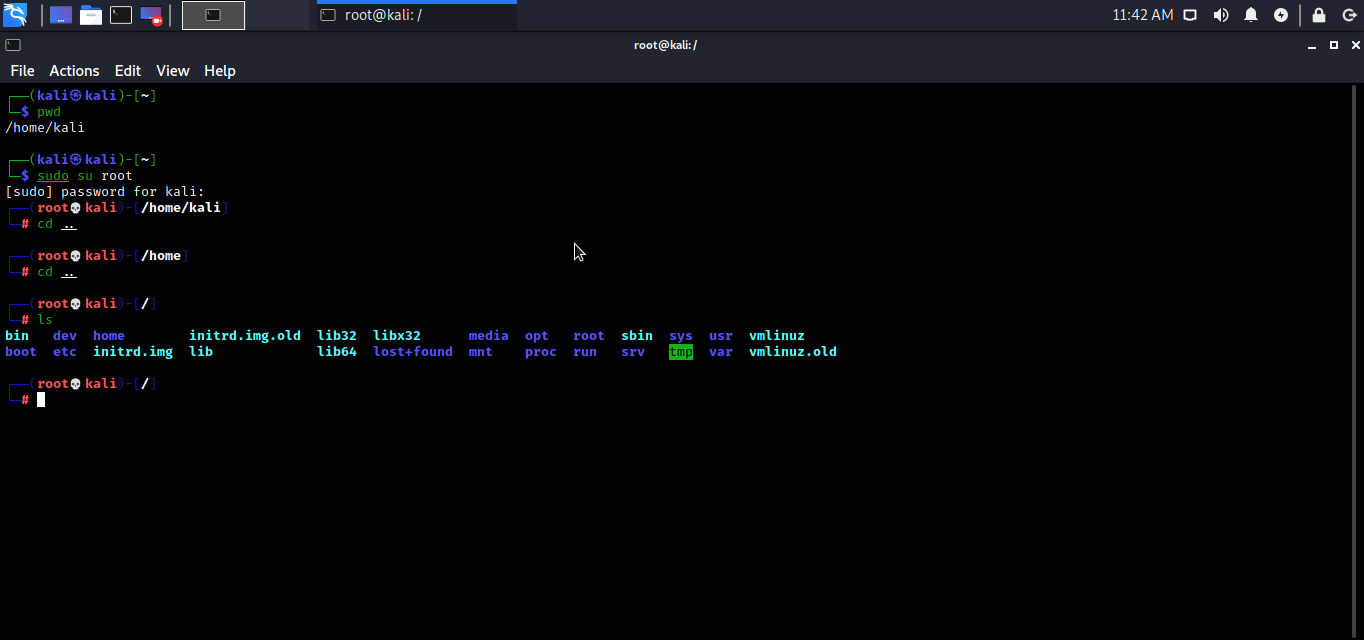 root@kali: /
11:42 AM
root@kali: /
File Actions Edit View Help
┌──(kali㉿kali)-[~]
└─$ pwd
/home/kali
┌──(kali㉿kali)-[~]
└─$ sudo su root
[sudo] password for kali:
┌──(root💀kali)-[/home/kali]
└─# cd ..
┌──(root💀kali)-[/home]
└─# cd ..
┌──(root💀kali)-[/]
└─# ls
bin dev home initrd.img.old lib32 libx32 media opt root sbin sys usr vmlinuz
boot etc initrd.img lib lib64 lost+found mnt proc run srv tmp var vmlinuz.old
┌──(root💀kali)-[/]
└─#